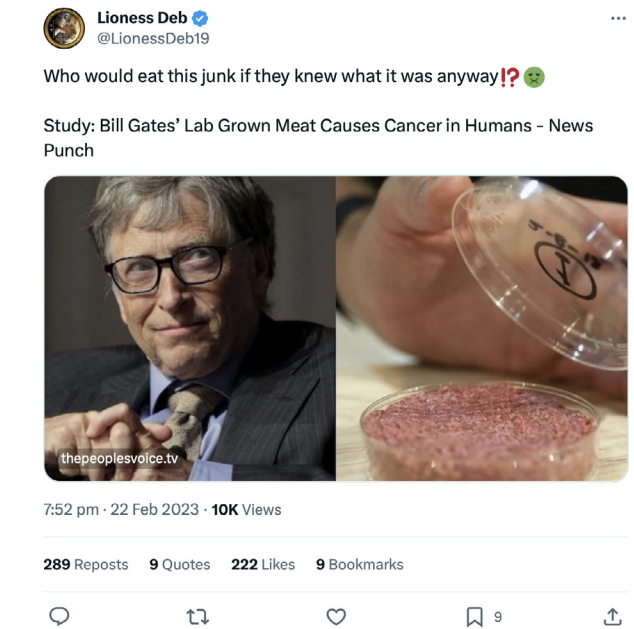 Lioness Deb
@LionessDeb19
Who would eat this junk if they knew what it was anyway⁉️🤢
Study: Bill Gates’ Lab Grown Meat Causes Cancer in Humans – News
Punch
thepeoplesvoice.tv
7:52 pm · 22 Feb 2023 · 10K Views
289 Reposts 9 Quotes 222 Likes 9 Bookmarks
9